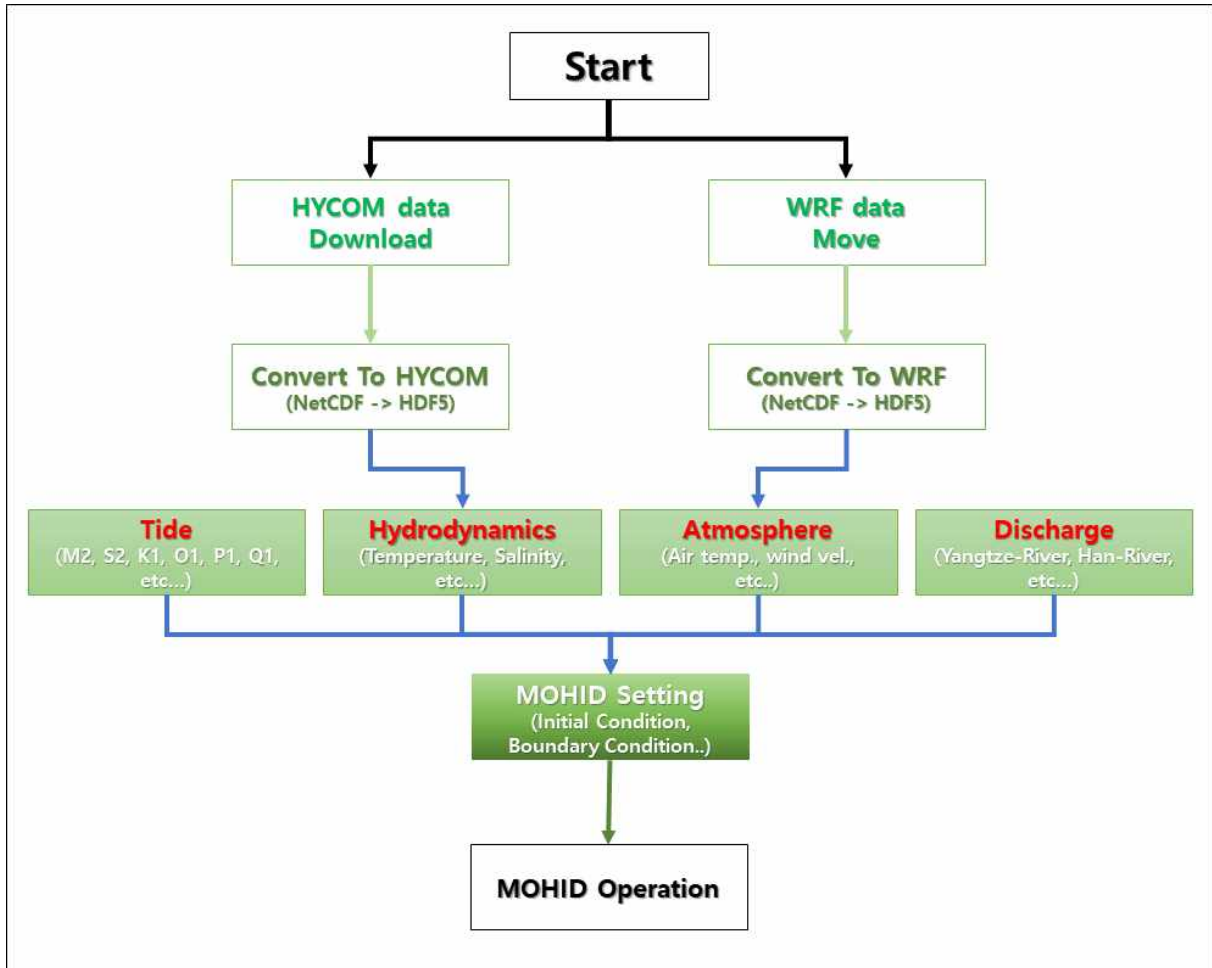 Start
HYCOM data
Download
WRF data
Move
Convert To HYCOM
(NetCDF -> HDF5)
Convert To WRF
(NetCDF -> HDF5)
Tide
(M2, S2, K1, O1, P1, Q1,
etc...)
Hydrodynamics
(Temperature, Salinity,
etc...)
Atmosphere
(Air temp., wind vel.,
etc..)
Discharge
(Yangtze-River, Han-River,
etc...)
MOHID Setting
(Initial Condition,
Boundary Condition..)
MOHID Operation